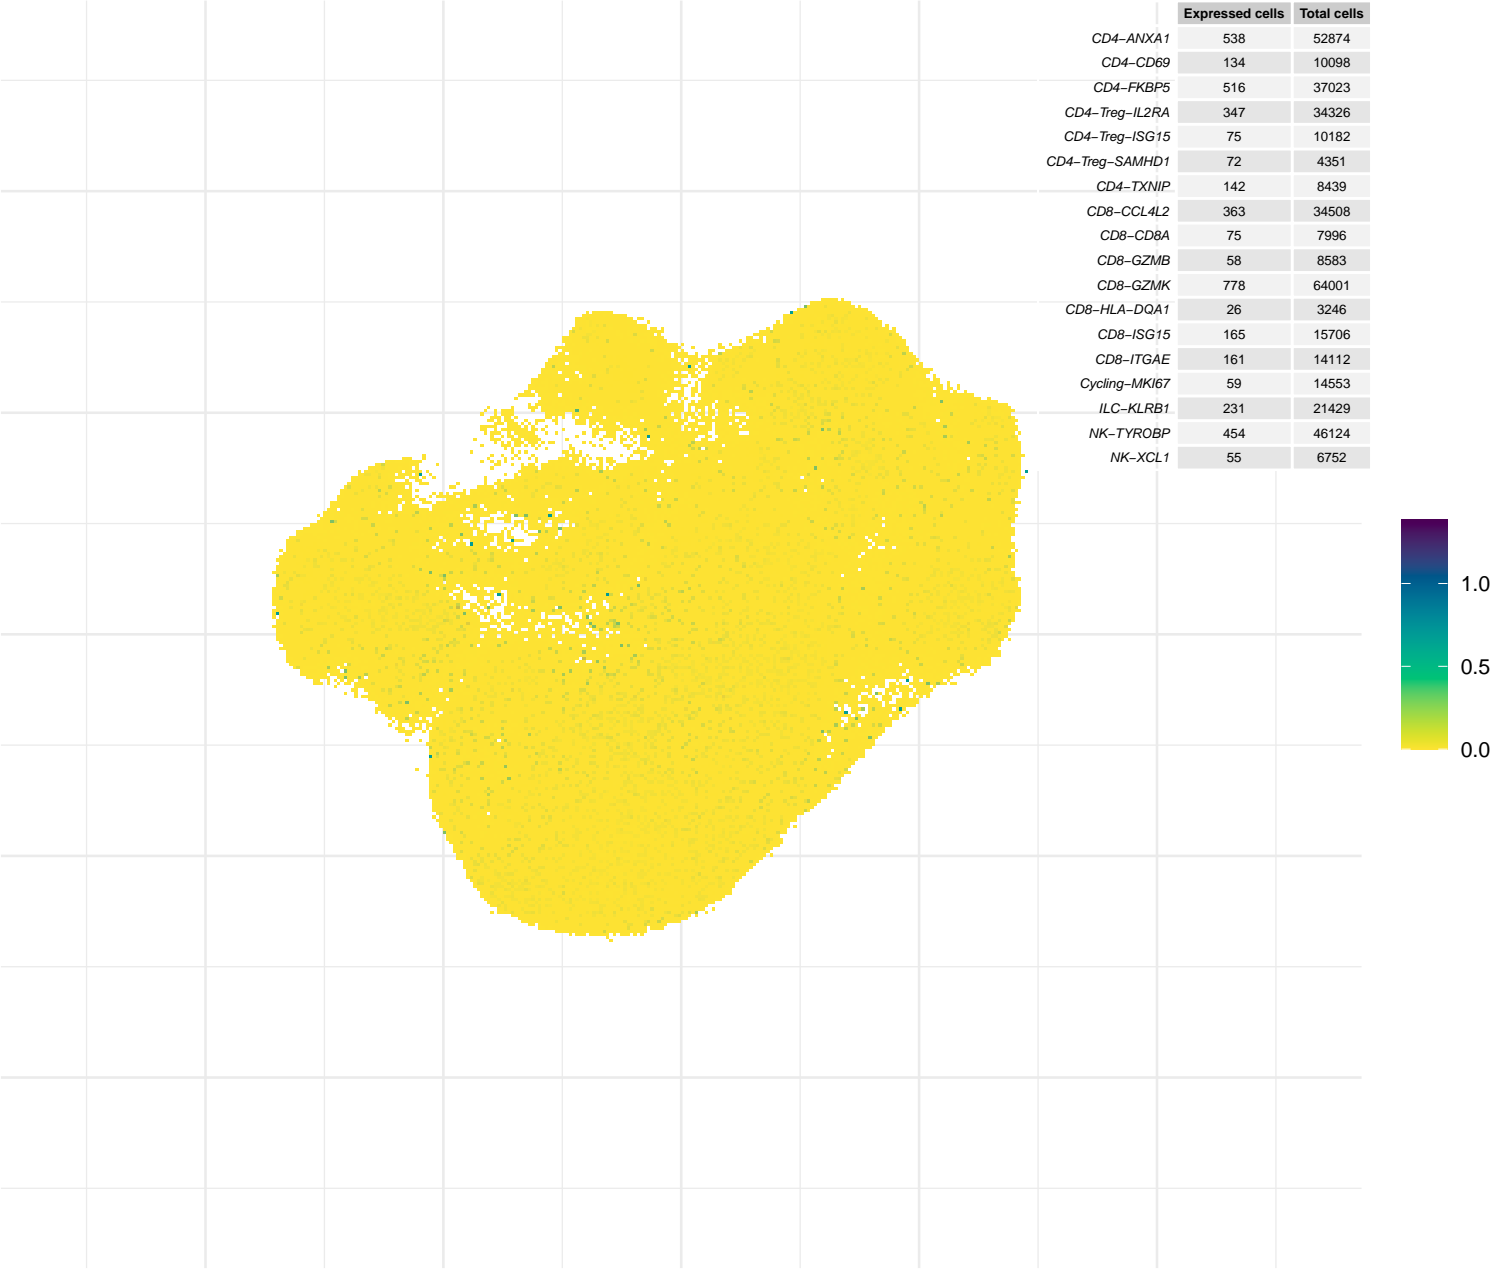 Expressed cells Total cells
CD4−ANXA1 538 52874
CD4−CD69 134 10098
CD4−FKBP5 516 37023
CD4−Treg−IL2RA 347 34326
CD4−Treg−ISG15 75 10182
CD4−Treg−SAMHD1 72 4351
CD4−TXNIP 142 8439
CD8−CCL4L2 363 34508
CD8−CD8A 75 7996
CD8−GZMB 58 8583
CD8−GZMK 778 64001
CD8−HLA−DQA1 26 3246
CD8−ISG15 165 15706
CD8−ITGAE 161 14112
Cycling−MKI67 59 14553
ILC−KLRB1 231 21429
NK−TYROBP 454 46124
NK−XCL1 55 6752
1.0
0.5
0.0